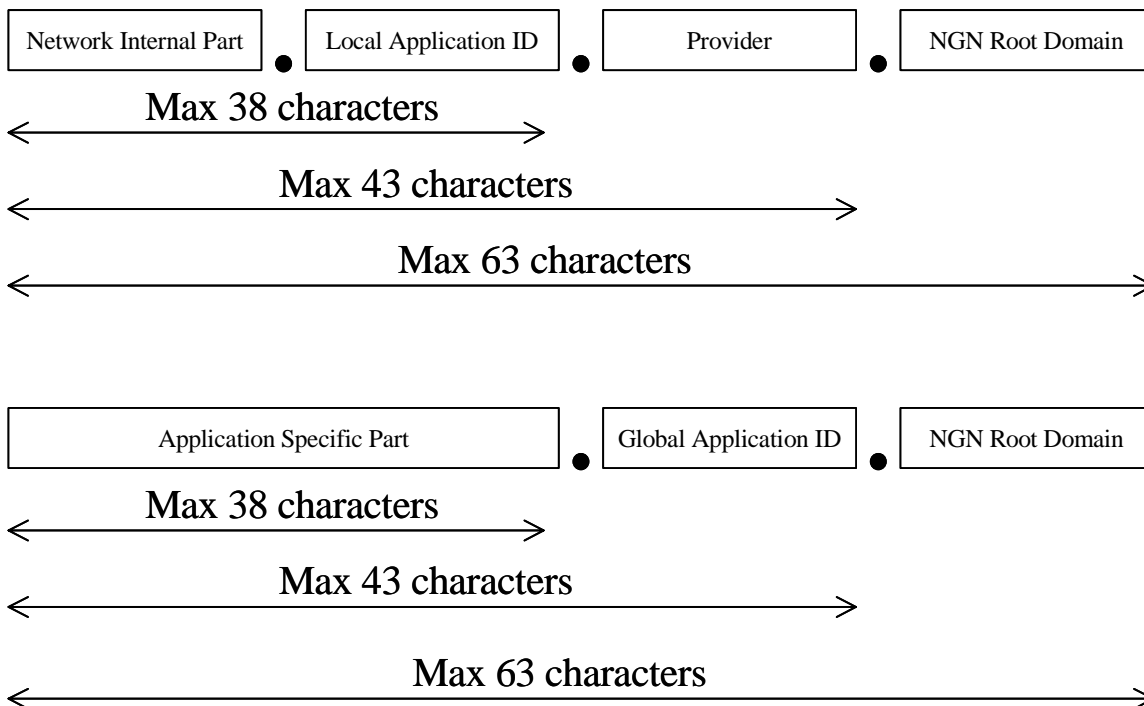 Network Internal Part Local Application ID Provider NGN Root Domain
Max 38 characters
Max 43 characters
Max 63 characters
Application Specific Part Global Application ID NGN Root Domain
Max 38 characters
Max 43 characters
Max 63 characters